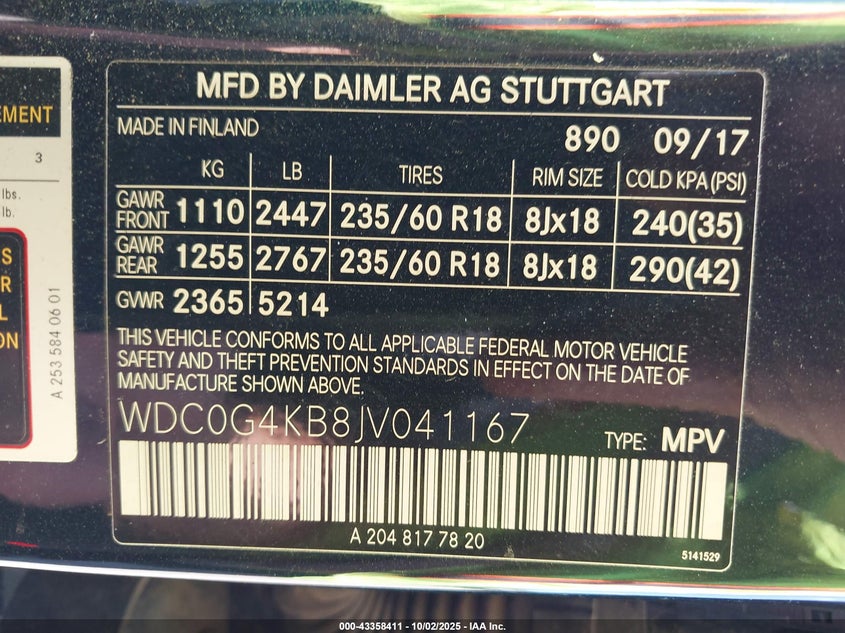 EMENT
3
lbs.
lb.
S
R
L
ON
A 253 584 06 01
MFD BY DAIMLER AG STUTTGART
MADE IN FINLAND 890 09/17
KG LB TIRES RIM SIZE COLD KPA (PSI)
GAWR FRONT 1110 2447 235/60 R18 8Jx18 240(35)
GAWR REAR 1255 2767 235/60 R18 8Jx18 290(42)
GVWR 2365 5214
THIS VEHICLE CONFORMS TO ALL APPLICABLE FEDERAL MOTOR VEHICLE
SAFETY AND THEFT PREVENTION STANDARDS IN EFFECT ON THE DATE OF
MANUFACTURE SHOWN ABOVE.
WDC0G4KB8JV041167
TYPE: MPV
A 204 817 78 20
5141529
000-43358411 - 10/02/2025 - IAA Inc.